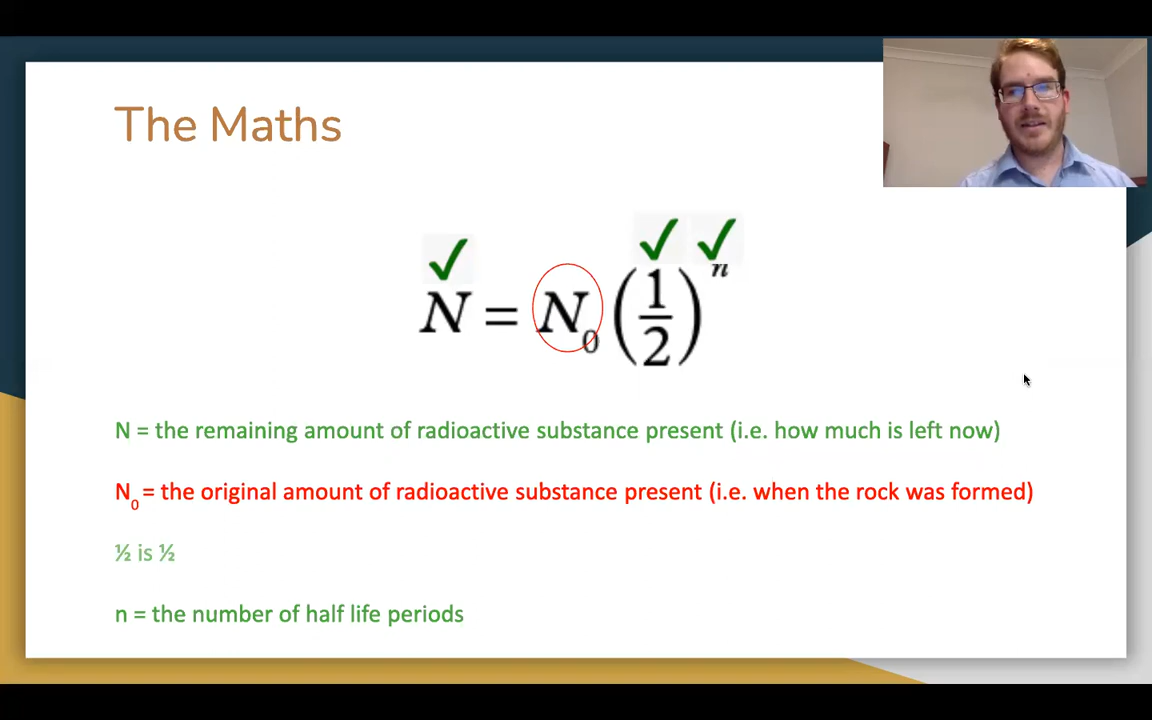 The Maths
N = N₀ (1/2)ⁿ
N = the remaining amount of radioactive substance present (i.e. how much is left now)
N₀ = the original amount of radioactive substance present (i.e. when the rock was formed)
½ is ½
n = the number of half life periods